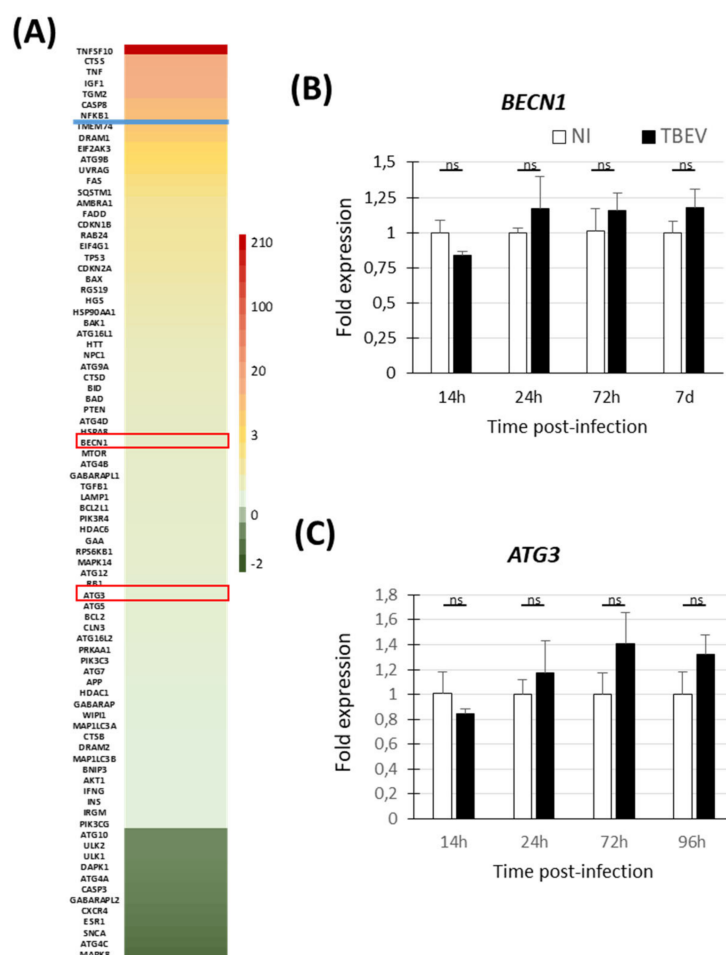 (A)
TNFSF10
CTSS
TNF
IGF1
TGM2
CASP8
NFKB1
TMEM74
DRAM1
EIF2AK3
ATG9B
UVRAG
FAS
SQSTM1
AMBRA1
FADD
CDKN1B
RAB24
EIF4G1
TP53
CDKN2A
BAX
RGS19
HGS
HSP90AA1
BAK1
ATG16L1
HTT
NPC1
ATG9A
CTSD
BID
BAD
PTEN
ATG4D
HSPA8
BECN1
MTOR
ATG4B
GABARAPL1
TGFB1
LAMP1
BCL2L1
PIK3R4
HDAC6
GAA
RPS6KB1
MAPK14
ATG12
RB1
ATG3
ATG5
BCL2
CLN3
ATG16L2
PRKAA1
PIK3C3
ATG7
APP
HDAC1
GABARAP
WIPI1
MAP1LC3A
CTSB
DRAM2
MAP1LC3B
BNIP3
AKT1
IFNG
INS
IRGM
PIK3CG
ATG10
ULK2
ULK1
DAPK1
ATG4A
CASP3
GABARAPL2
CXCR4
ESR1
SNCA
ATG4C
MAPK8
210
100
20
3
0
-2
(B)
BECN1
NI TBEV
ns ns ns ns
1,5
1,25
1
0,75
0,5
0,25
0
Fold expression
14h 24h 72h 7d
Time post-infection
(C)
ATG3
ns ns ns ns
1,8
1,6
1,4
1,2
1
0,8
0,6
0,4
0,2
0
Fold expression
14h 24h 72h 96h
Time post-infection